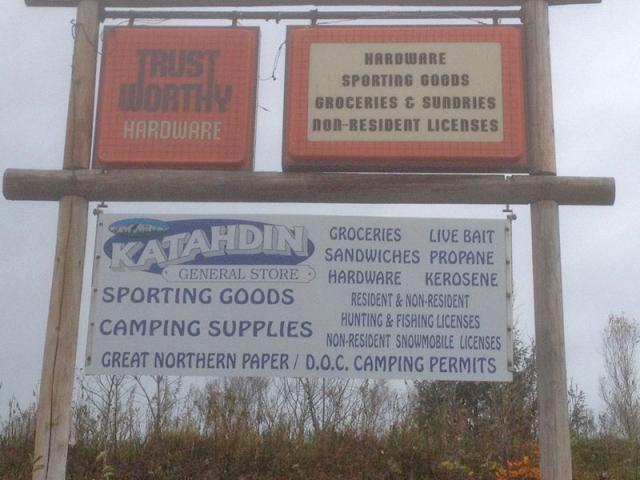 TRUST
WORTHY
HARDWARE
HARDWARE
SPORTING GOODS
GROCERIES & SUNDRIES
NON-RESIDENT LICENSES
KATAHDIN
GENERAL STORE
SPORTING GOODS
CAMPING SUPPLIES
GROCERIES LIVE BAIT
SANDWICHES PROPANE
HARDWARE KEROSENE
RESIDENT & NON-RESIDENT
HUNTING & FISHING LICENSES
NON-RESIDENT SNOWMOBILE LICENSES
GREAT NORTHERN PAPER / D.O.C. CAMPING PERMITS